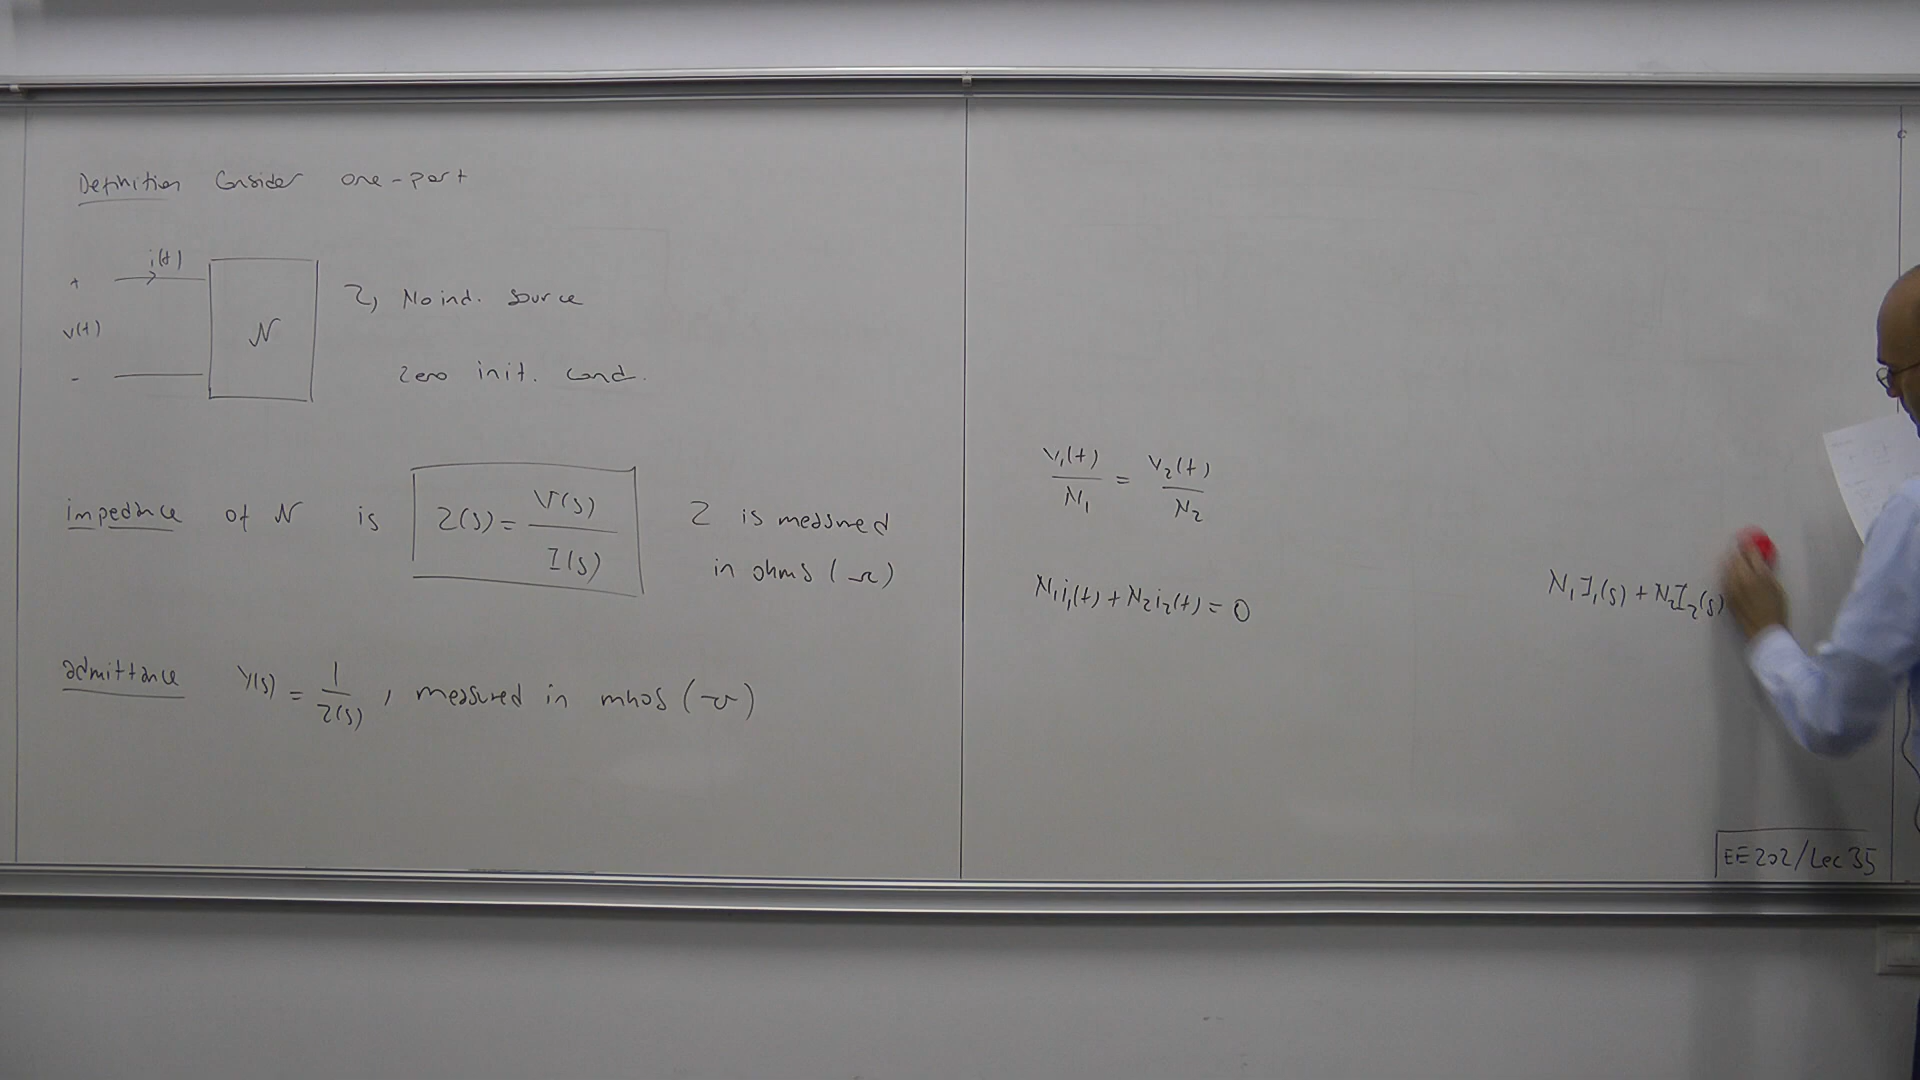 Definition Consider one-port
i(t)
+
v(t)
-
N
Z, No ind. source
Zero init. cond.
impedance of N is Z(s) = V(s) / I(s) Z is measured
in ohms (Ω)
admittance Y(s) = 1 / Z(s) , measured in mhos (℧)
v₁(t) / N₁ = v₂(t) / N₂
N₁i₁(t) + N₂i₂(t) = 0
N₁I₁(s) + N₂I₂(s)
EE202/Lec 35